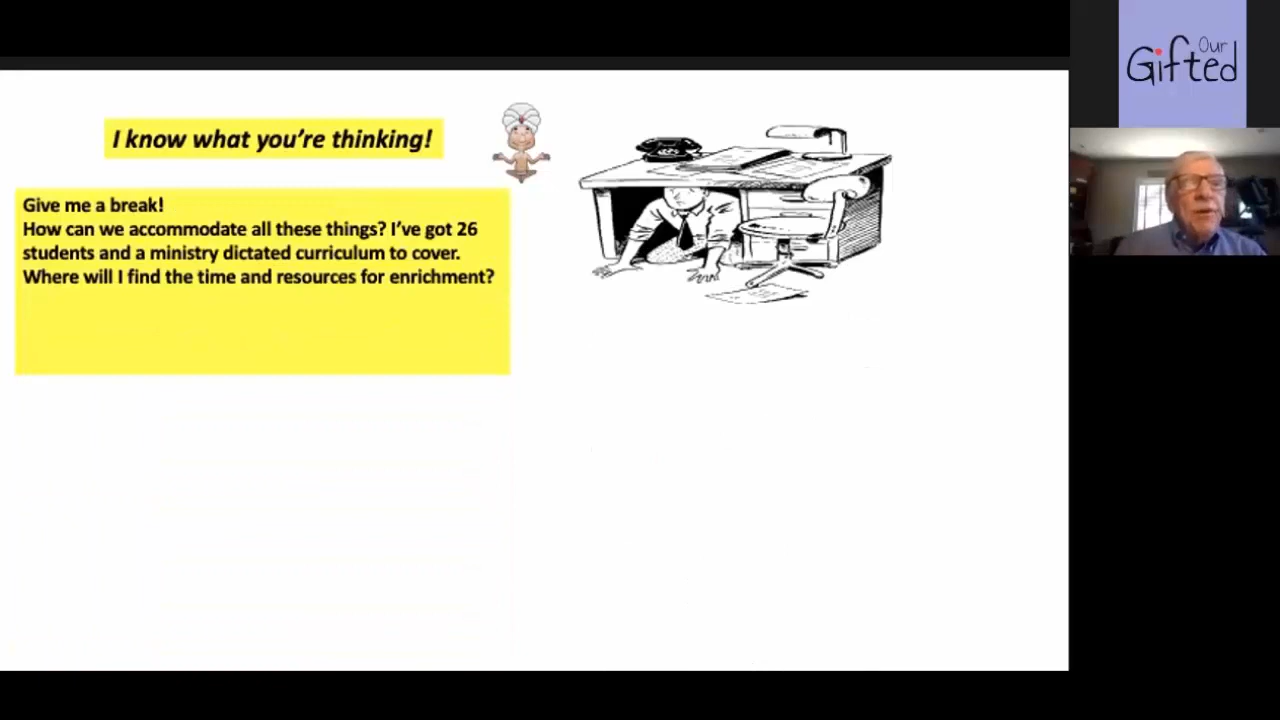 I know what you're thinking!
Give me a break!
How can we accommodate all these things? I've got 26
students and a ministry dictated curriculum to cover.
Where will I find the time and resources for enrichment?
Our
Gifted